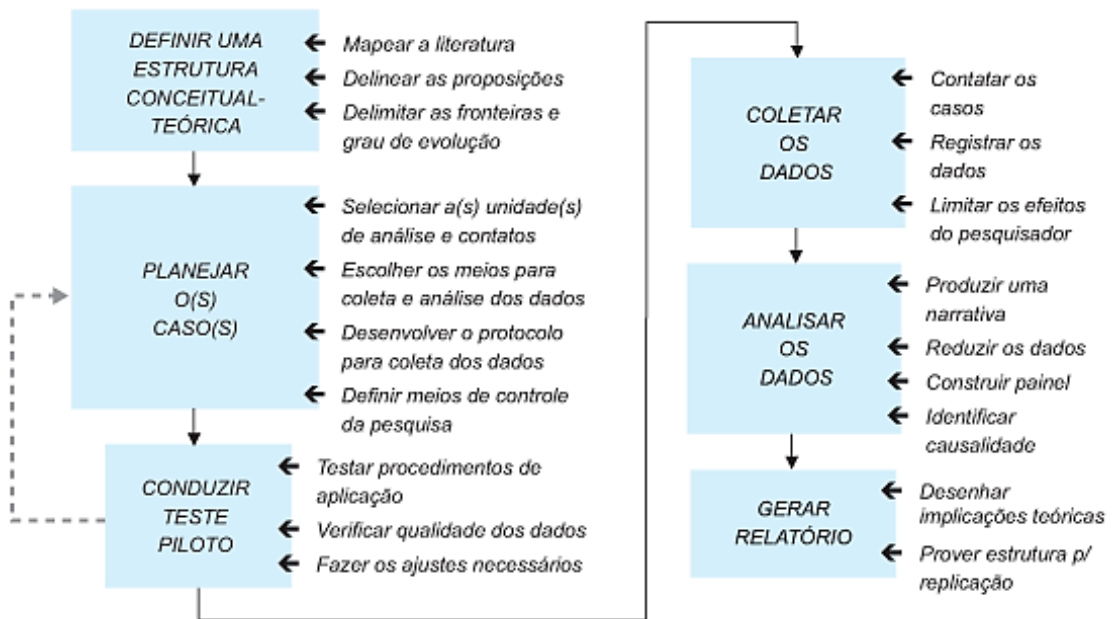 DEFINIR UMA
ESTRUTURA
CONCEITUAL-
TEÓRICA
Mapear a literatura
Delinear as proposições
Delimitar as fronteiras e
grau de evolução
PLANEJAR
O(S)
CASO(S)
Selecionar a(s) unidade(s)
de análise e contatos
Escolher os meios para
coleta e análise dos dados
Desenvolver o protocolo
para coleta dos dados
Definir meios de controle
da pesquisa
CONDUZIR
TESTE
PILOTO
Testar procedimentos de
aplicação
Verificar qualidade dos dados
Fazer os ajustes necessários
COLETAR
OS
DADOS
Contatar os
casos
Registrar os
dados
Limitar os efeitos
do pesquisador
ANALISAR
OS
DADOS
Produzir uma
narrativa
Reduzir os dados
Construir painel
Identificar
causalidade
GERAR
RELATÓRIO
Desenhar
implicações teóricas
Prover estrutura p/
replicação